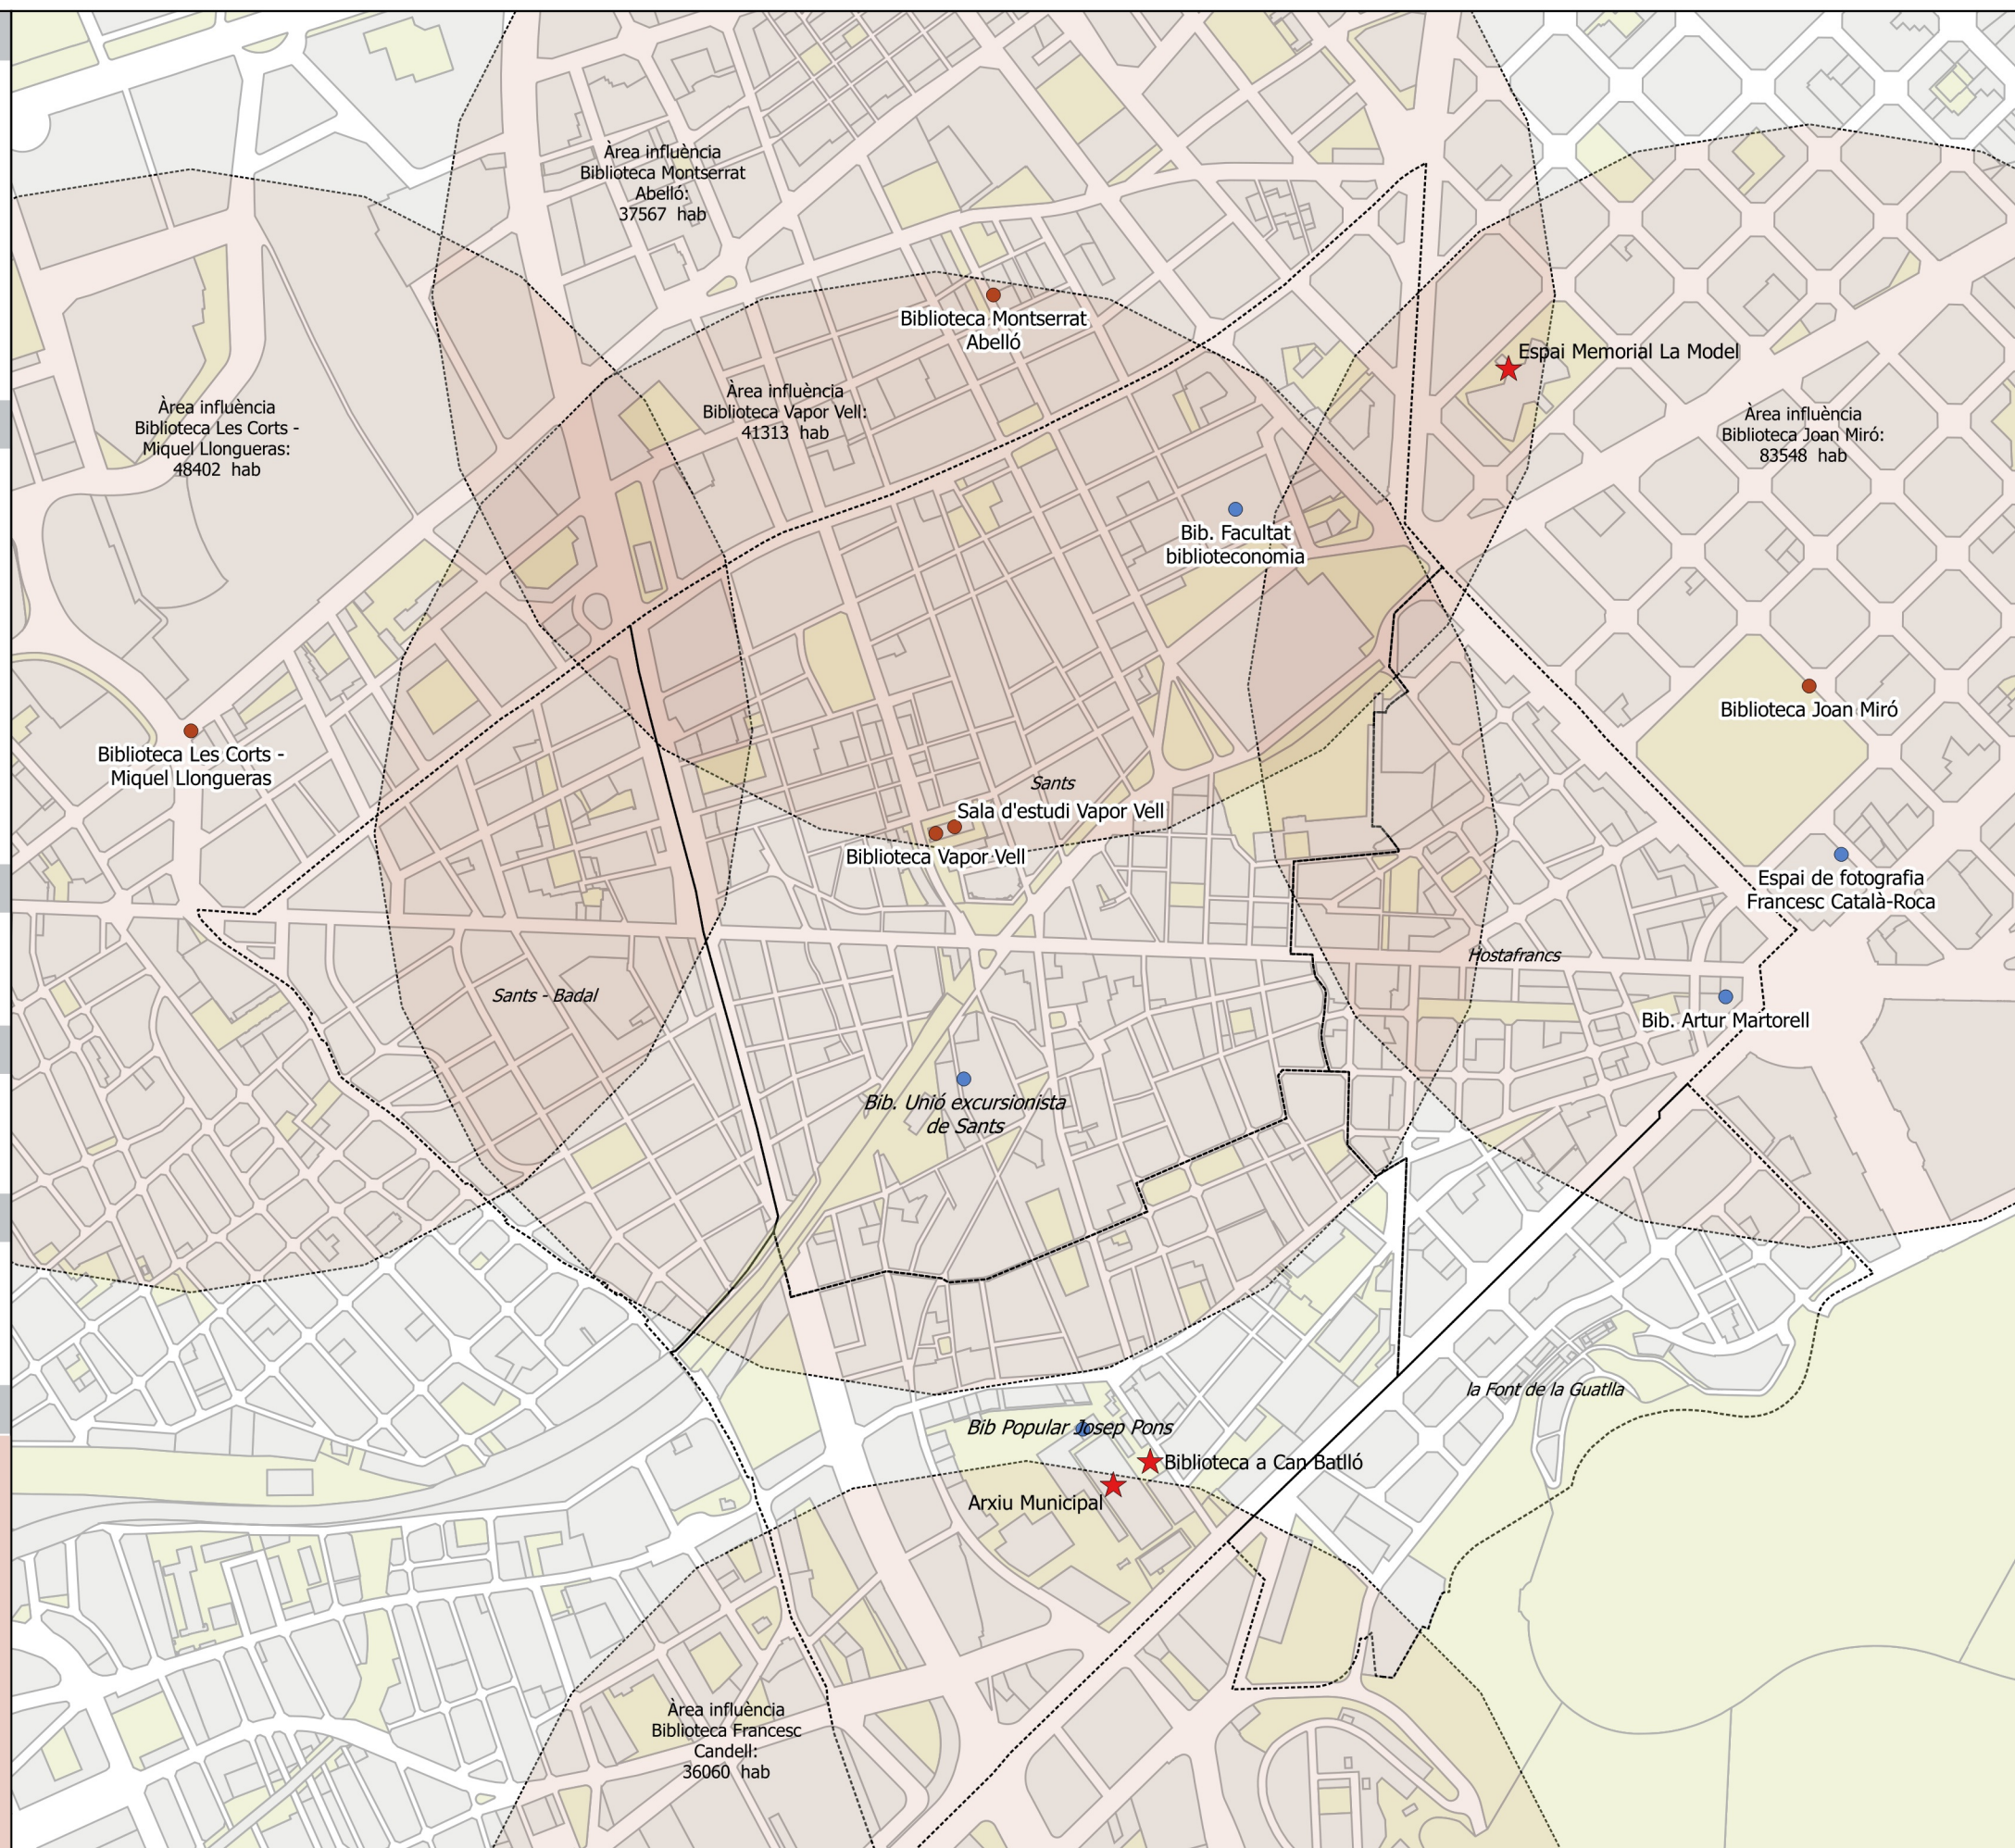 Àrea influència
Biblioteca Montserrat
Abelló:
37567 hab
Biblioteca Montserrat
Abelló
Espai Memorial La Model
Àrea influència
Biblioteca Vapor Vell:
41313 hab
Àrea influència
Biblioteca Les Corts -
Miquel Llongueras:
48402 hab
Àrea influència
Biblioteca Joan Miró:
83548 hab
Bib. Facultat
biblioteconomia
Biblioteca Joan Miró
Biblioteca Les Corts -
Miquel Llongueras
Sants
Sala d'estudi Vapor Vell
Biblioteca Vapor Vell
Espai de fotografia
Francesc Català-Roca
Hostafrancs
Sants - Badal
Bib. Artur Martorell
Bib. Unió excursionista
de Sants
la Font de la Guatlla
Bib Popular Josep Pons
Biblioteca a Can Batlló
Arxiu Municipal
Àrea influència
Biblioteca Francesc
Candell:
36060 hab